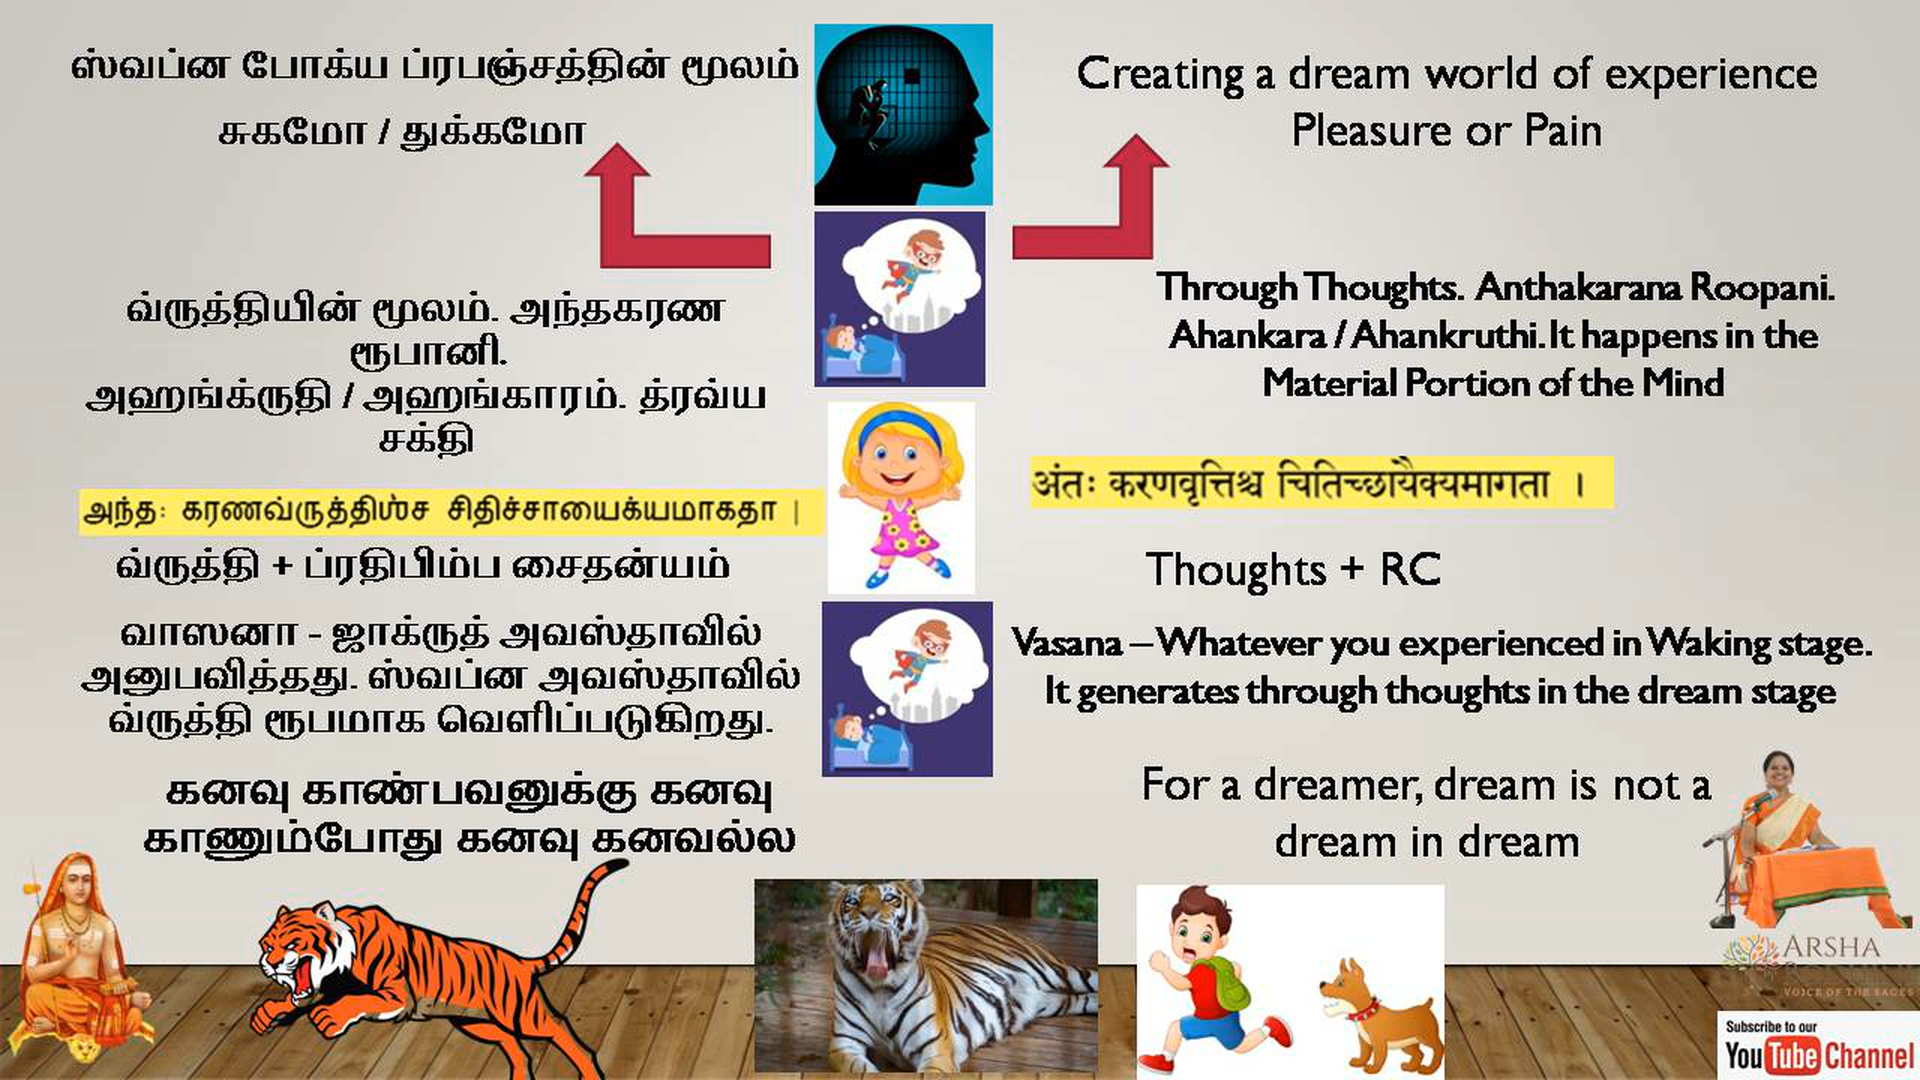 ஸ்வப்ன போக்ய ப்ரபஞ்சத்தின் மூலம்
சுகமோ / துக்கமோ
Creating a dream world of experience
Pleasure or Pain
வ்ருத்தியின் மூலம். அந்தகரண
ரூபானி.
அஹங்க்ருதி / அஹங்காரம். த்ரவ்ய
சக்தி
Through Thoughts. Anthakarana Roopani.
Ahankara / Ahankruthi. It happens in the
Material Portion of the Mind
அந்த: கரணவ்ருத்திஶ்ச சிதிச்சாயைக்யமாகதா |
अंतः करणवृत्तिश्च चितिच्छायैक्यमागता ।
வ்ருத்தி + ப்ரதிபிம்ப சைதன்யம்
Thoughts + RC
வாஸனா - ஜாக்ருத் அவஸ்தாவில்
அனுபவித்தது. ஸ்வப்ன அவஸ்தாவில்
வ்ருத்தி ரூபமாக வெளிப்படுகிறது.
Vasana – Whatever you experienced in Waking stage.
It generates through thoughts in the dream stage
கனவு காண்பவனுக்கு கனவு
காணும்போது கனவு கனவல்ல
For a dreamer, dream is not a
dream in dream
ARSHA
VOICE OF THE SAGES
Subscribe to our
YouTube Channel